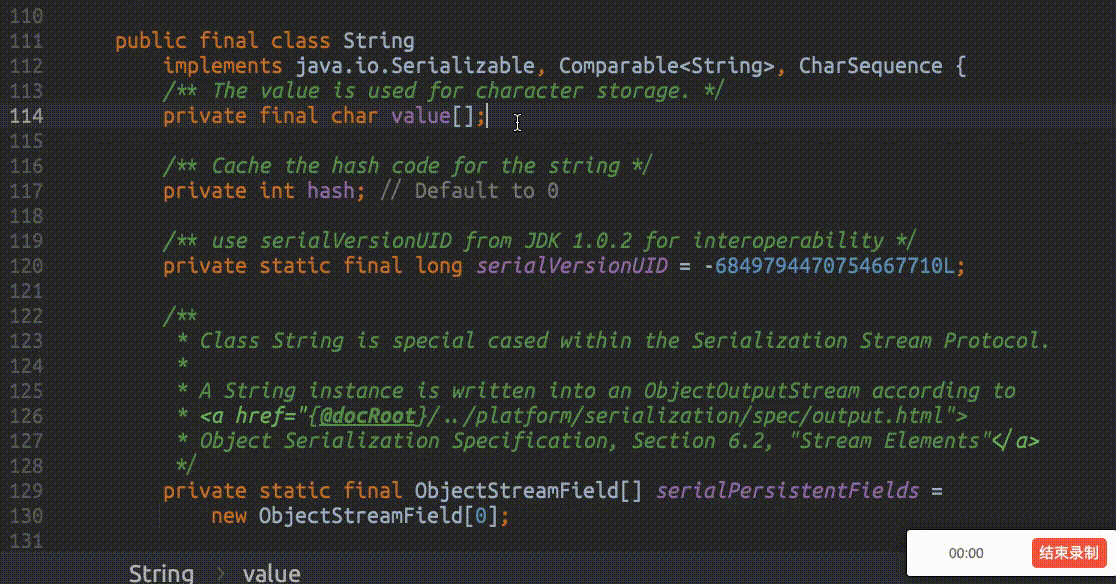 110
111 public final class String
112 implements java.io.Serializable, Comparable<String>, CharSequence {
113 /** The value is used for character storage. */
114 private final char value[];
115
116 /** Cache the hash code for the string */
117 private int hash; // Default to 0
118
119 /** use serialVersionUID from JDK 1.0.2 for interoperability */
120 private static final long serialVersionUID = -6849794470754667710L;
121
122 /**
123 * Class String is special cased within the Serialization Stream Protocol.
124 *
125 * A String instance is written into an ObjectOutputStream according to
126 * <a href="{@docRoot}/../platform/serialization/spec/output.html">
127 * Object Serialization Specification, Section 6.2, "Stream Elements"</a>
128 */
129 private static final ObjectStreamField[] serialPersistentFields =
130 new ObjectStreamField[0];
131
00:00 结束录制
String > value